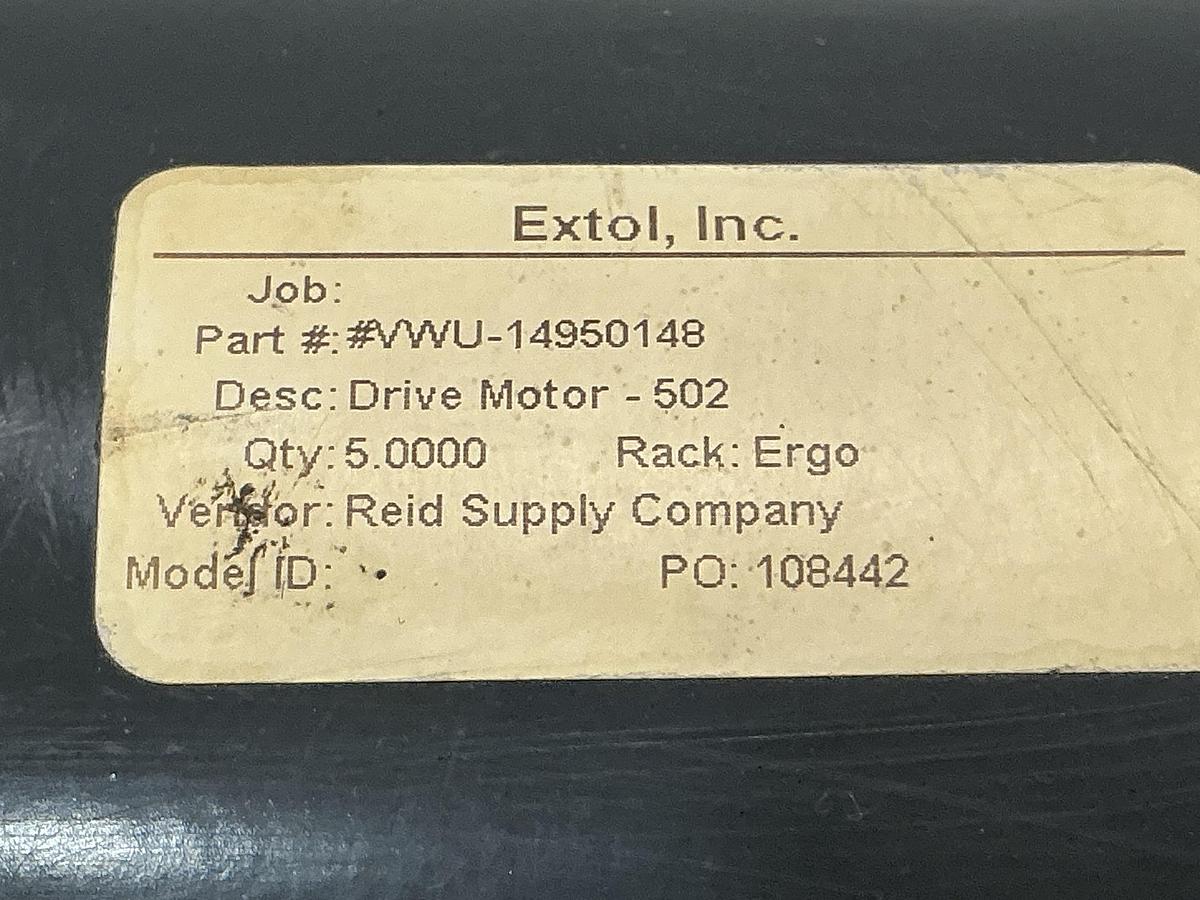 Extol, Inc.
Job:
Part #: #VWU-14950148
Desc: Drive Motor - 502
Qty: 5.0000 Rack: Ergo
Vendor: Reid Supply Company
Model ID: PO: 108442